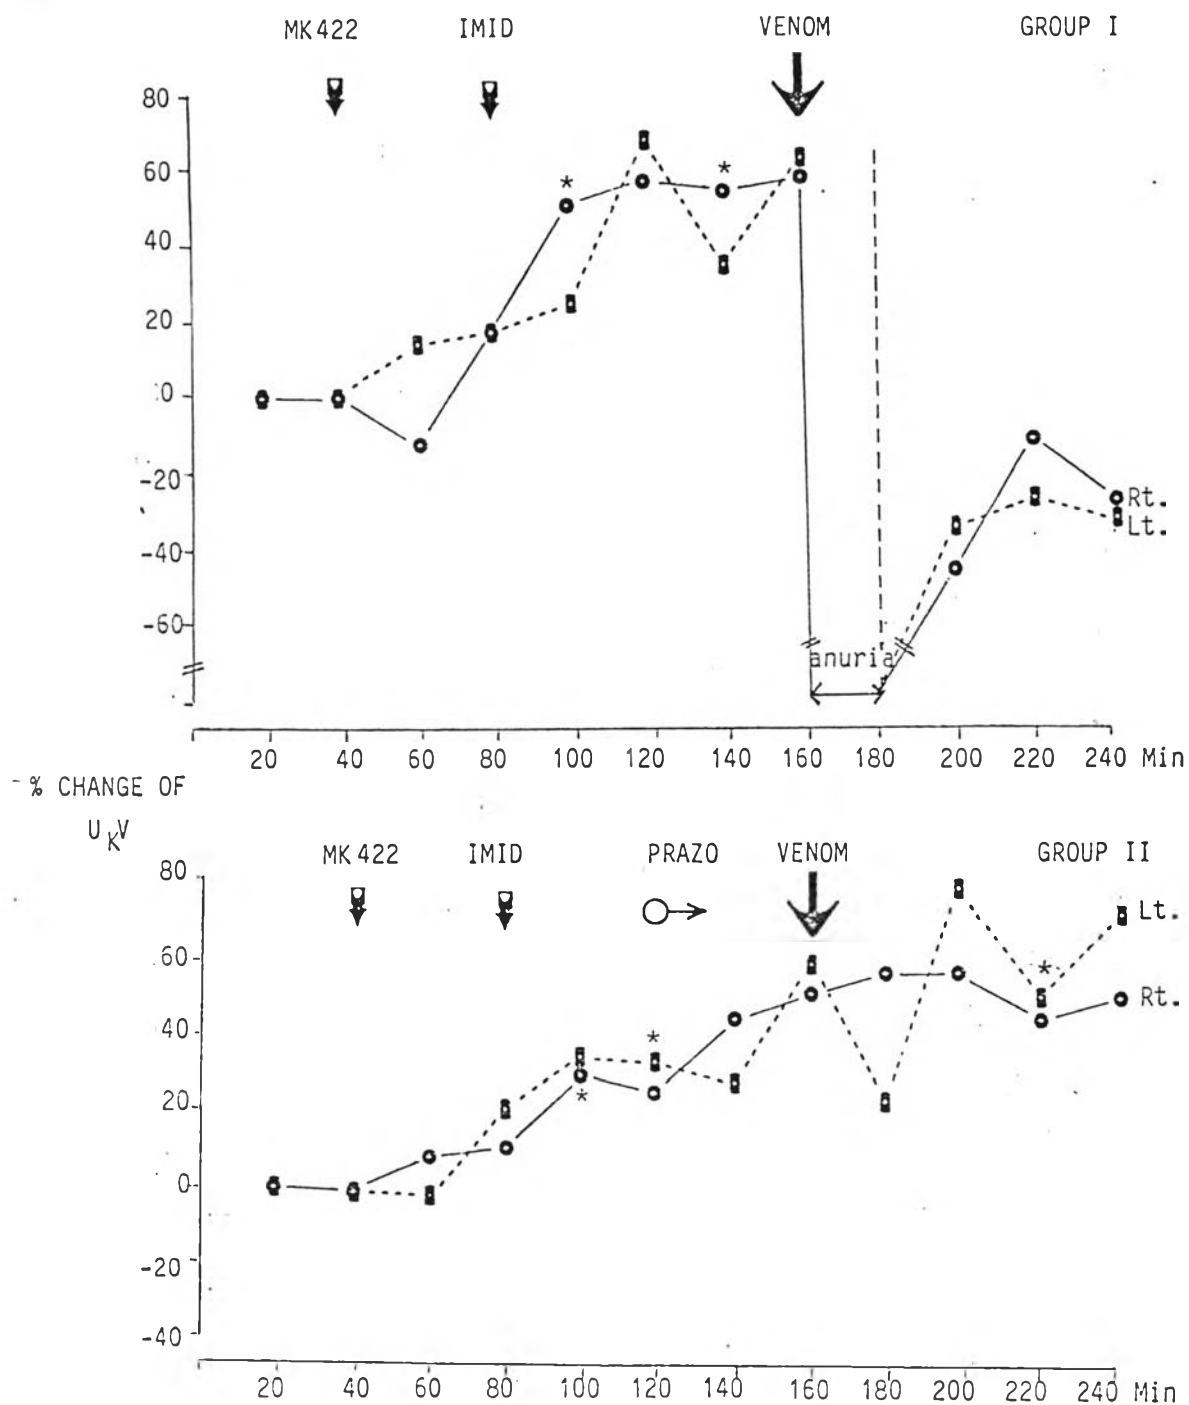 MK422 IMID VENOM GROUP I
80
*
*
60
40
20
0
-20
Rt.
Lt.
-40
-60
anuria
20 40 60 80 100 120 140 160 180 200 220 240 Min
% CHANGE OF
UKV
MK422 IMID PRAZO VENOM GROUP II
80
Lt.
60
*
Rt.
40
*
*
20
0
-20
-40
20 40 60 80 100 120 140 160 180 200 220 240 Min